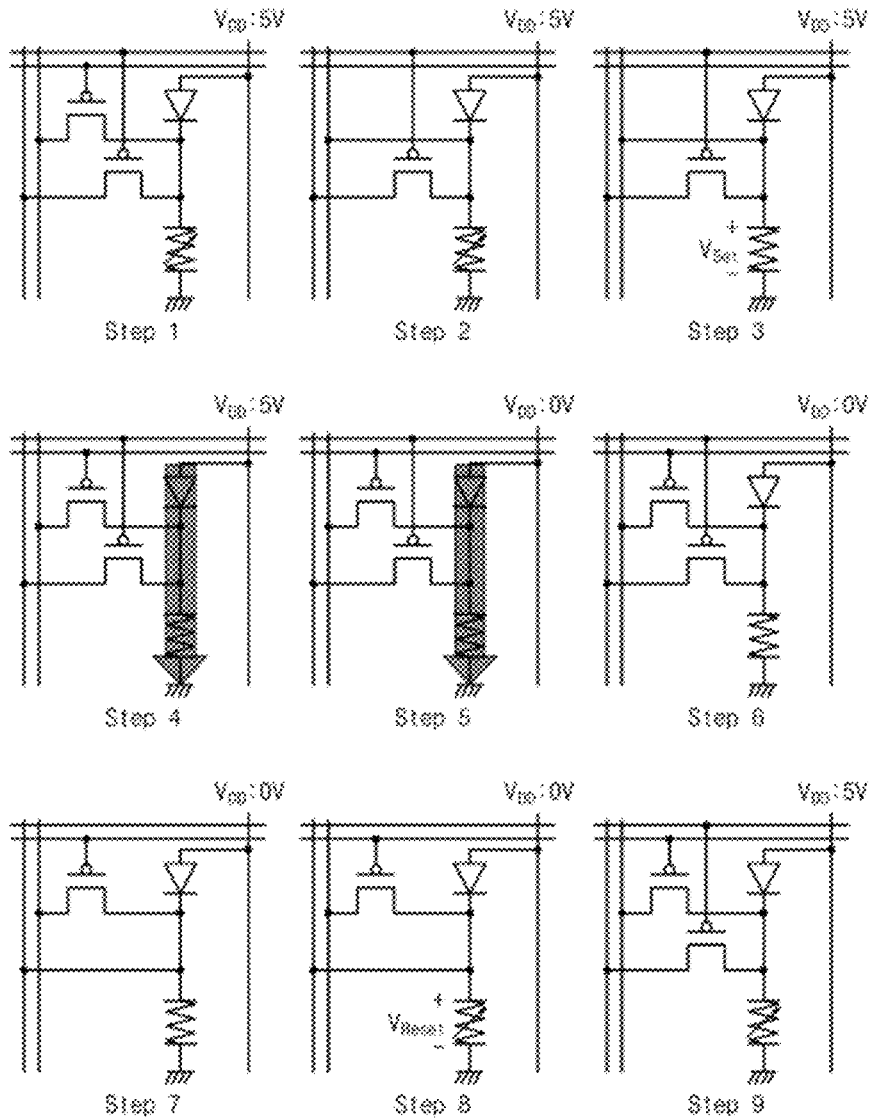 V_DD:5V V_DD:5V V_DD:5V
+
V_Set
−
Step 1 Step 2 Step 3
V_DD:5V V_DD:0V V_DD:0V
Step 4 Step 5 Step 6
V_DD:0V V_DD:0V V_DD:5V
+
V_Reset
−
Step 7 Step 8 Step 9